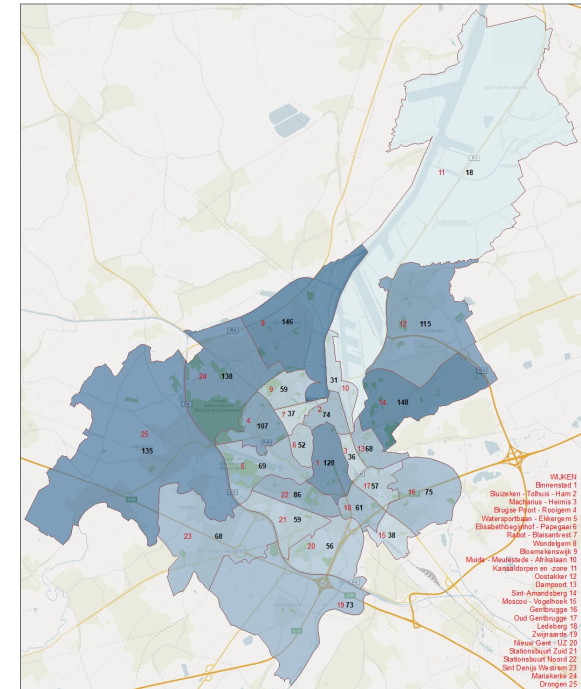 11 18
8 146
12 115
24 138
9 59
31
10
14 148
7 37
2 74
4 107
25
135
6 52
3
36
13 68
5 69
1 128
17 57
16 75
22 86
18 61
21 59
23 68
20 56
15 38
19 73
WIJKEN
Binnenstad 1
Sluizeken - Tolhuis - Ham 2
Macharius - Heirnis 3
Brugse Poort - Rooigem 4
Watersportbaan - Ekkergem 5
Elisabethbegijnhof - Papegaai 6
Rabot - Blaisantvest 7
Wondelgem 8
Bloemekenswijk 9
Muide - Meulestede - Afrikalaan 10
Kanaaldorpen en -zone 11
Oostakker 12
Dampoort 13
Sint-Amandsberg 14
Moscou - Vogelhoek 15
Gentbrugge 16
Oud Gentbrugge 17
Ledeberg 18
Zwijnaarde 19
Nieuw Gent - UZ 20
Stationsbuurt Zuid 21
Stationsbuurt Noord 22
Sint Denijs Westrem 23
Mariakerke 24
Drongen 25